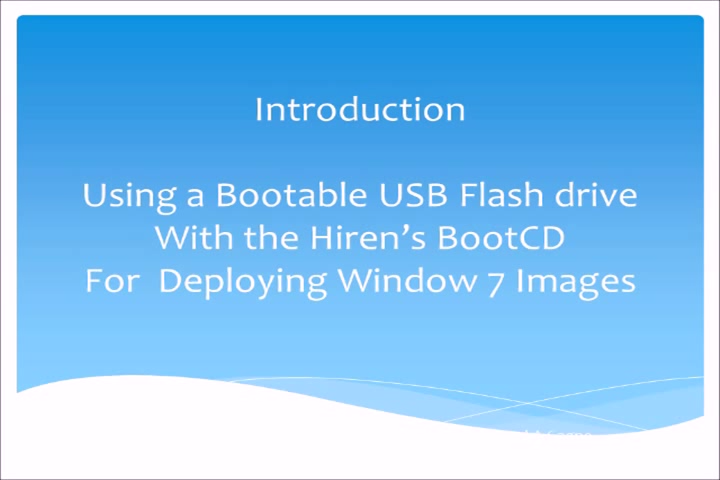 Introduction
Using a Bootable USB Flash drive
With the Hiren's BootCD
For Deploying Window 7 Images